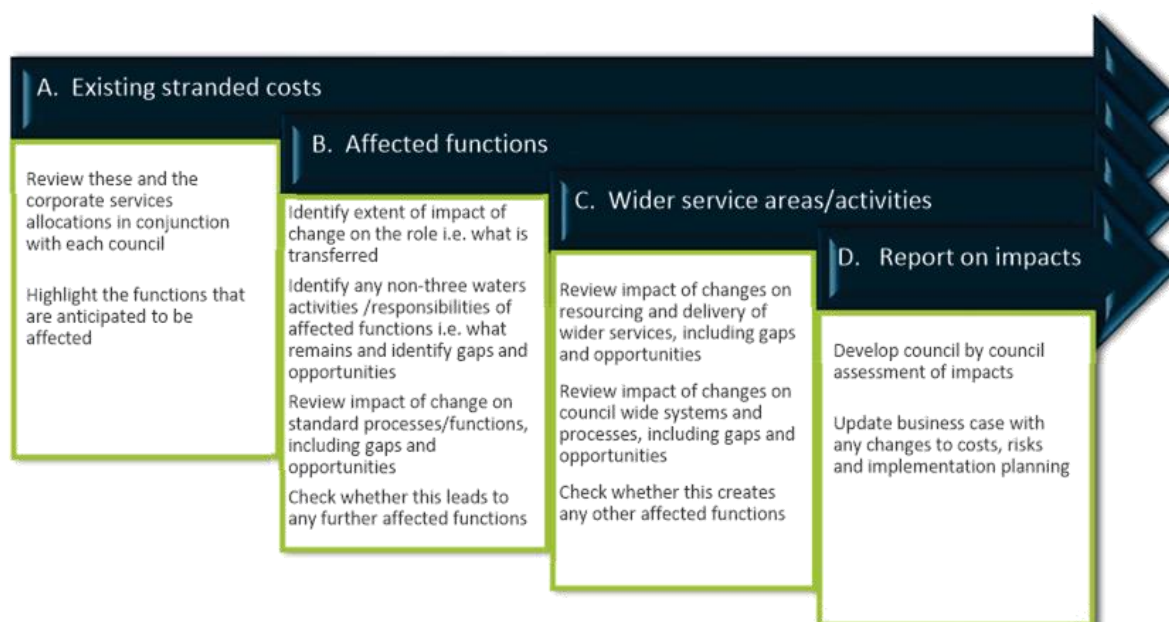 A. Existing stranded costs
Review these and the
corporate services
allocations in conjunction
with each council
Highlight the functions that
are anticipated to be
affected
B. Affected functions
Identify extent of impact of
change on the role i.e. what is
transferred
Identify any non-three waters
activities /responsibilities of
affected functions i.e. what
remains and identify gaps and
opportunities
Review impact of change on
standard processes/functions,
including gaps and
opportunities
Check whether this leads to
any further affected functions
C. Wider service areas/activities
Review impact of changes on
resourcing and delivery of
wider services, including gaps
and opportunities
Review impact of changes on
council wide systems and
processes, including gaps and
opportunities
Check whether this creates
any other affected functions
D. Report on impacts
Develop council by council
assessment of impacts
Update business case with
any changes to costs, risks
and implementation planning